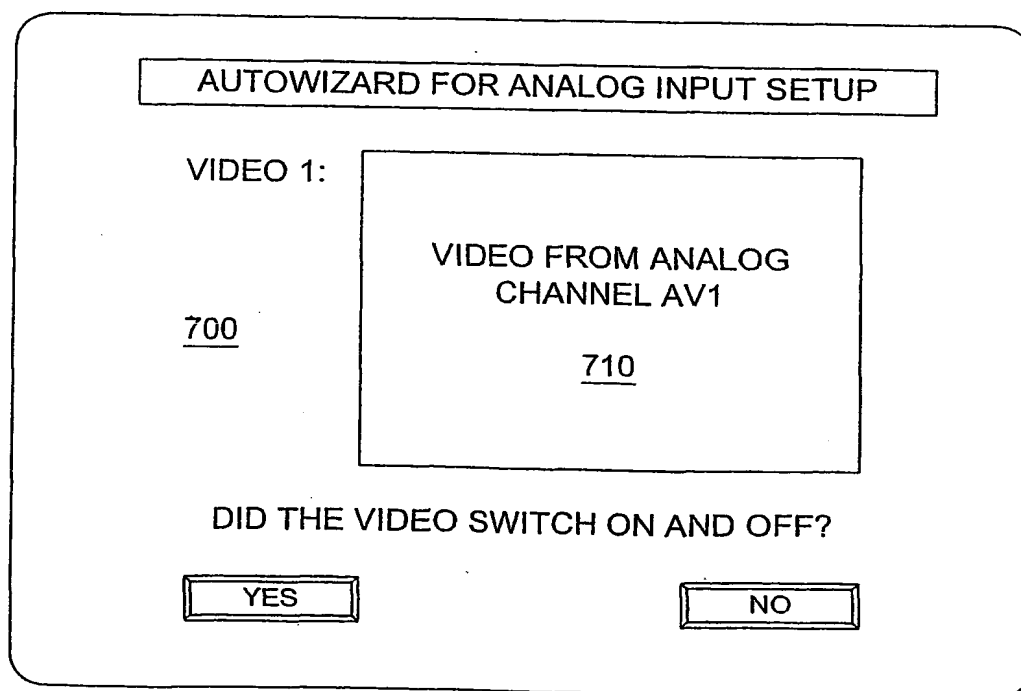 AUTOWIZARD FOR ANALOG INPUT SETUP
VIDEO 1:
VIDEO FROM ANALOG
CHANNEL AV1
700
710
DID THE VIDEO SWITCH ON AND OFF?
YES
NO